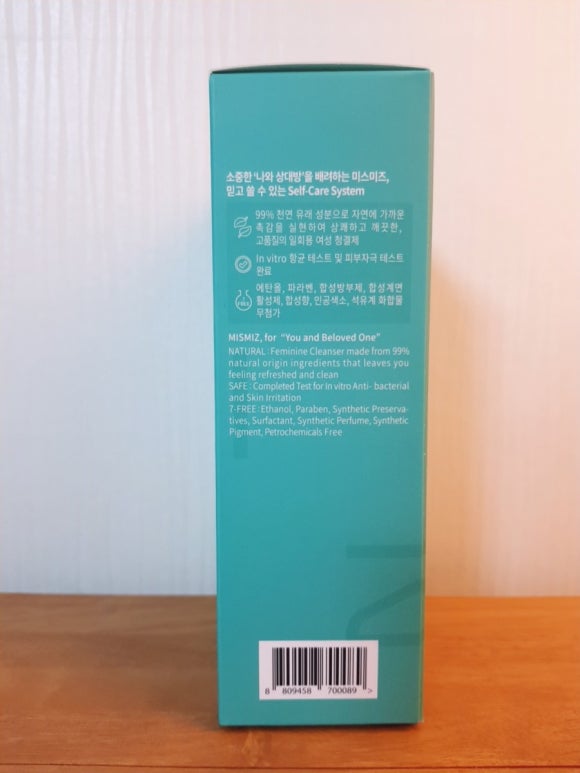 소중한 '나와 상대방'을 배려하는 미스미즈,
믿고 쓸 수 있는 Self-Care System
99% 천연 유래 성분으로 자연에 가까운
촉감을 실현하여 상쾌하고 깨끗한,
고품질의 일회용 여성 청결제
In vitro 항균 테스트 및 피부자극 테스트
완료
7
FREE
에탄올, 파라벤, 합성방부제, 합성계면
활성제, 합성향, 인공색소, 석유계 화합물
무첨가
MISMIZ, for "You and Beloved One"
NATURAL : Feminine Cleanser made from 99%
natural origin ingredients that leaves you
feeling refreshed and clean
SAFE : Completed Test for In vitro Anti- bacterial
and Skin Irritation
7-FREE : Ethanol, Paraben, Synthetic Preserva-
tives, Surfactant, Synthetic Perfume, Synthetic
Pigment, Petrochemicals Free
8 809458 700089 >